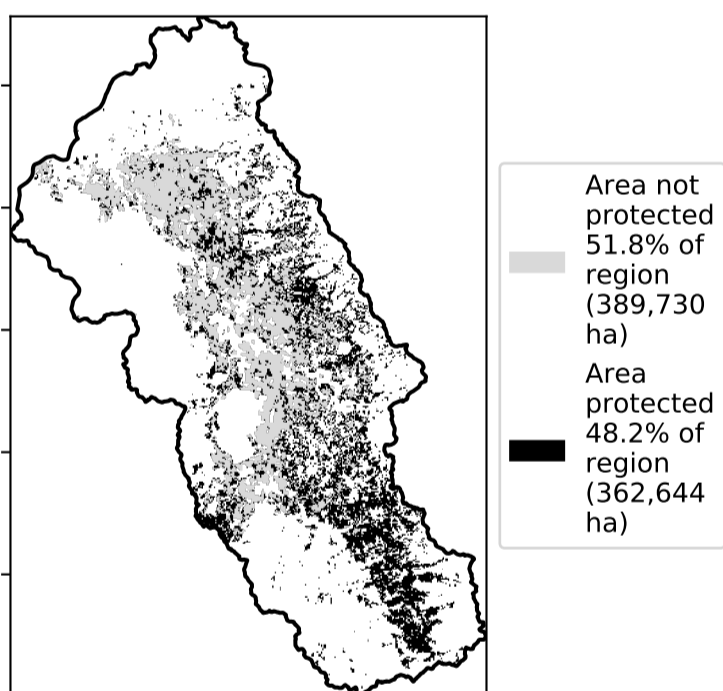 Area not
protected
51.8% of
region
(389,730
ha)
Area
protected
48.2% of
region
(362,644
ha)